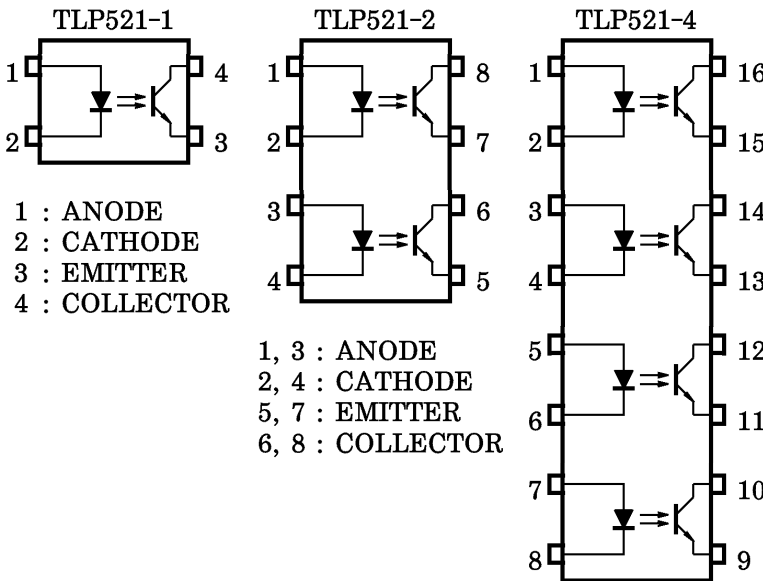 TLP521-1
1 4
2 3
1 : ANODE
2 : CATHODE
3 : EMITTER
4 : COLLECTOR
TLP521-2
1 8
2 7
3 6
4 5
1, 3 : ANODE
2, 4 : CATHODE
5, 7 : EMITTER
6, 8 : COLLECTOR
TLP521-4
1 16
2 15
3 14
4 13
5 12
6 11
7 10
8 9